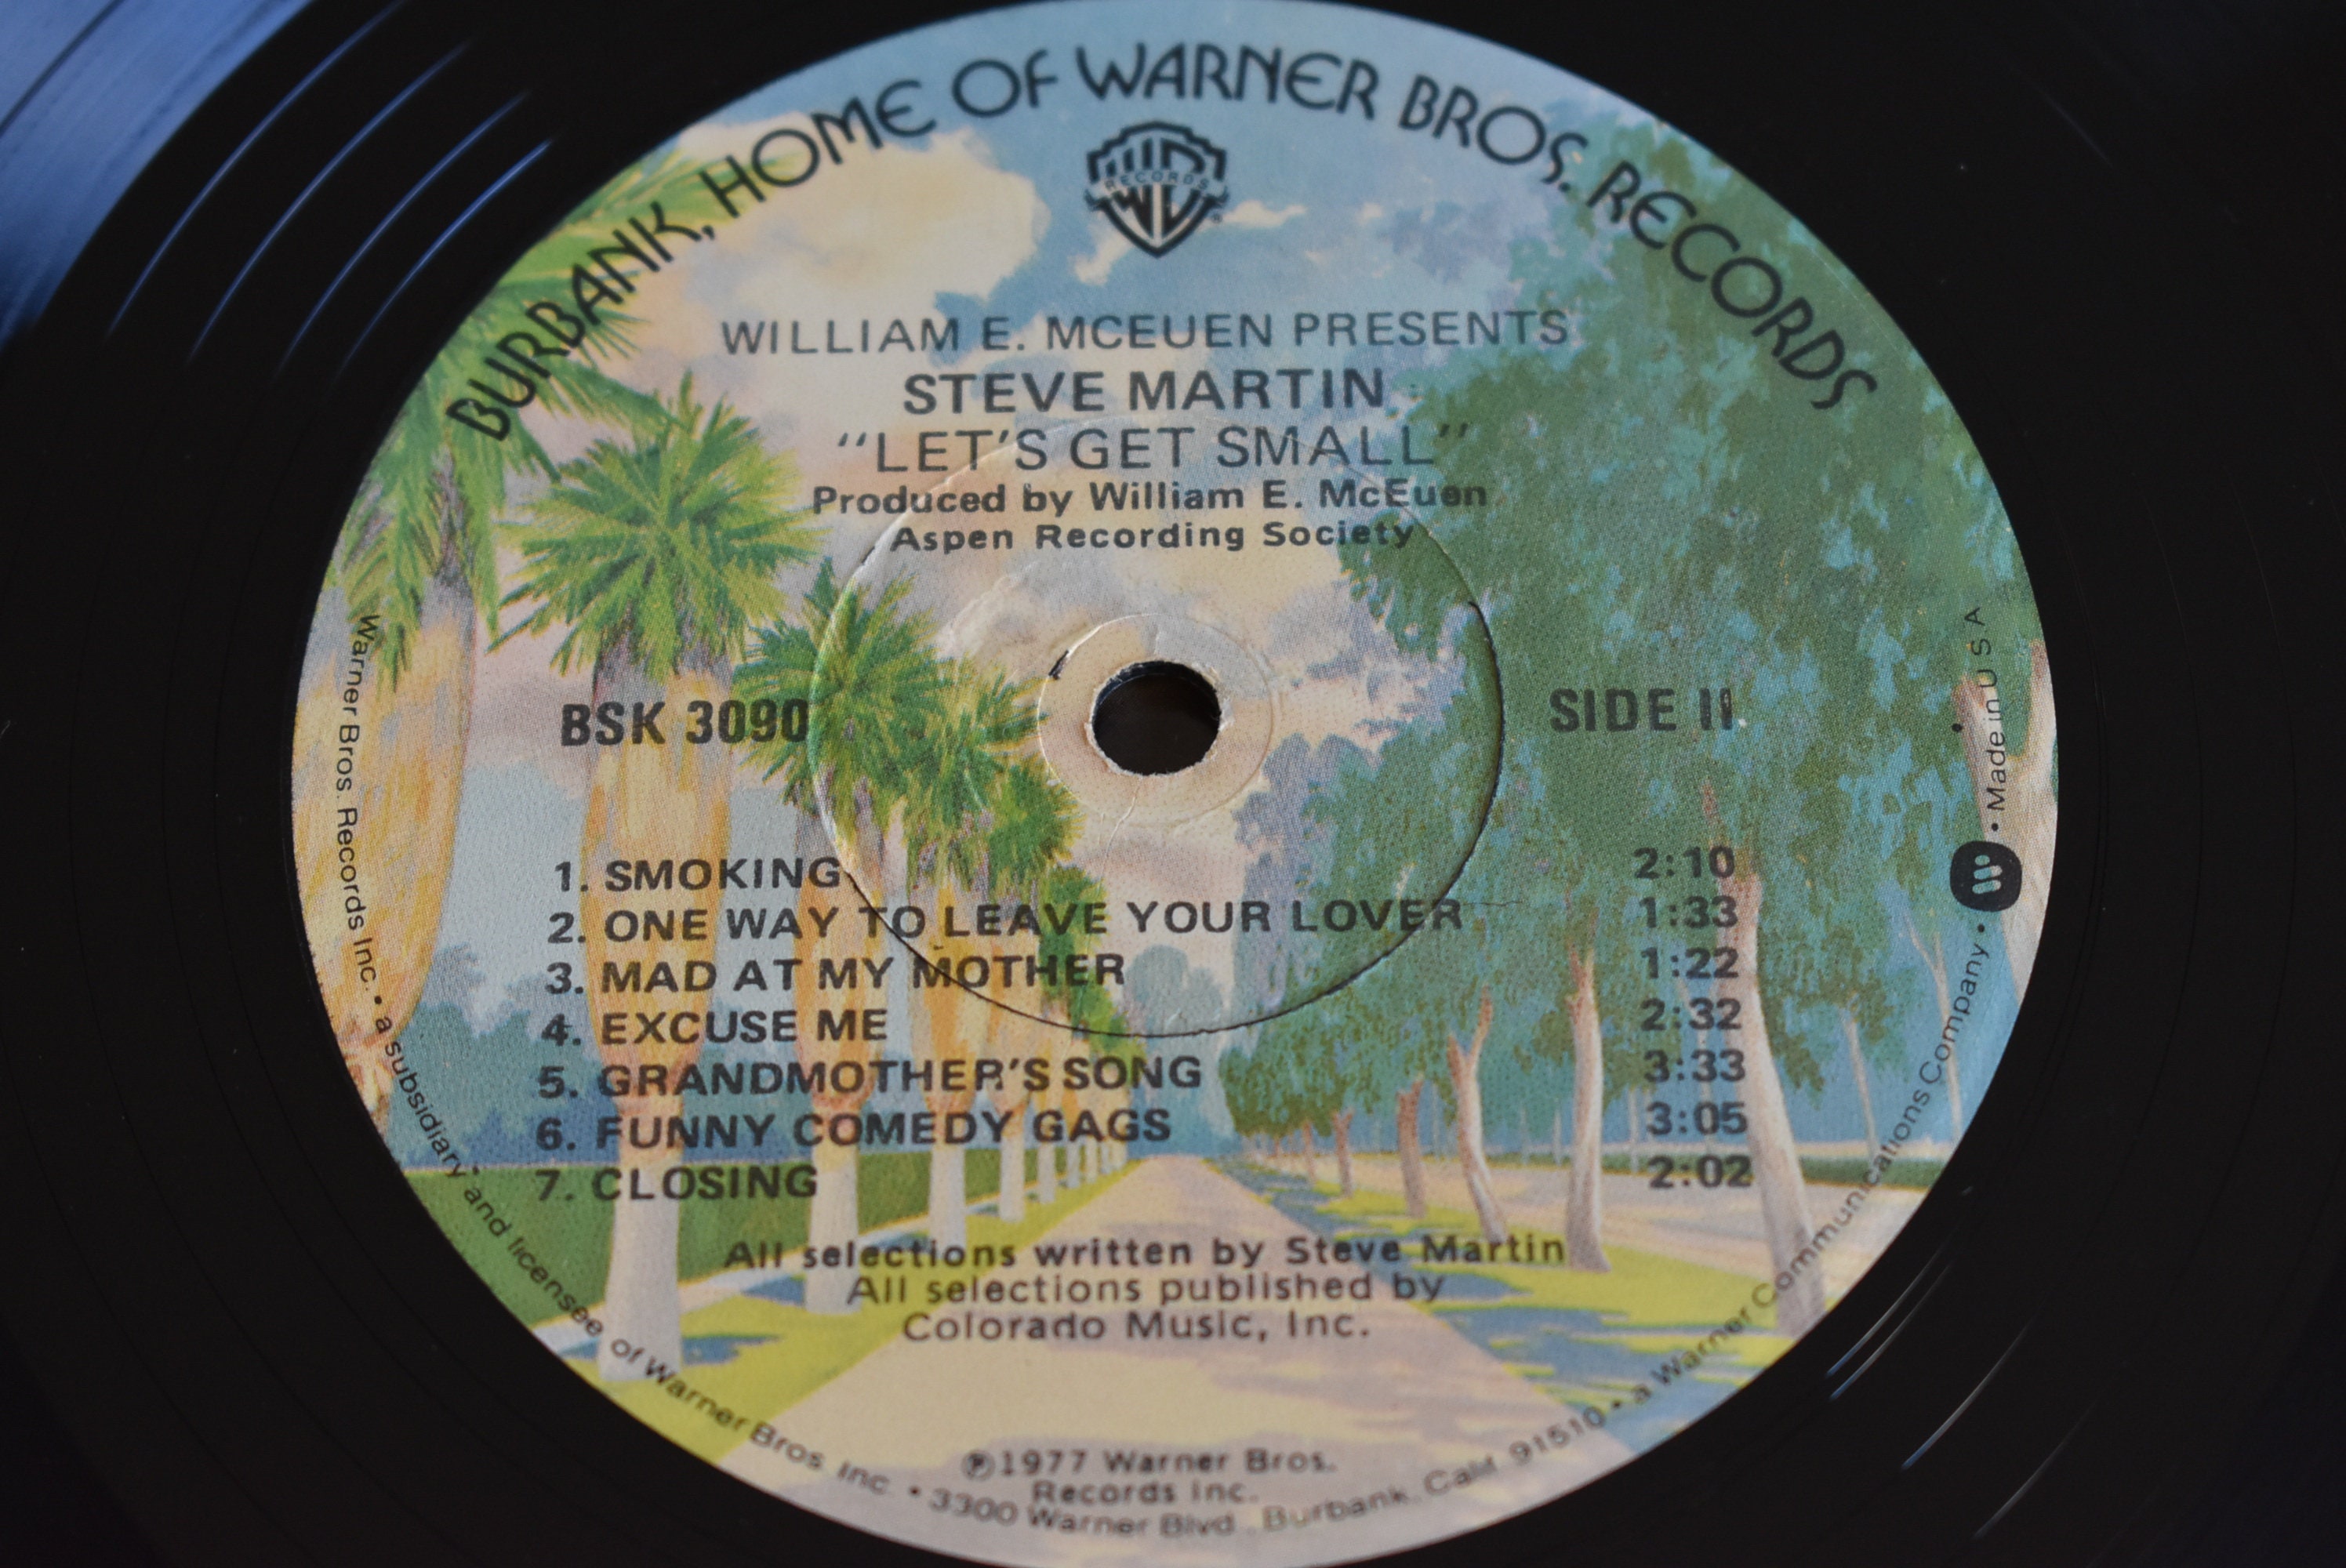 BURBANK, HOME OF WARNER BROS. RECORDS
RECORDS
WILLIAM E. MCEUEN PRESENTS
STEVE MARTIN
"LET'S GET SMALL"
Produced by William E. McEuen
Aspen Recording Society
BSK 3090
SIDE II
1. SMOKING 2:10
2. ONE WAY TO LEAVE YOUR LOVER 1:33
3. MAD AT MY MOTHER 1:22
4. EXCUSE ME 2:32
5. GRANDMOTHER'S SONG 3:33
6. FUNNY COMEDY GAGS 3:05
7. CLOSING 2:02
All selections written by Steve Martin
All selections published by
Colorado Music, Inc.
℗1977 Warner Bros.
Records Inc.
Warner Bros. Records Inc. • a subsidiary and licensee of Warner Bros. Inc. • 3300 Warner Blvd., Burbank, Calif. 91510 • a Warner Communications Company • W • Made in U S A